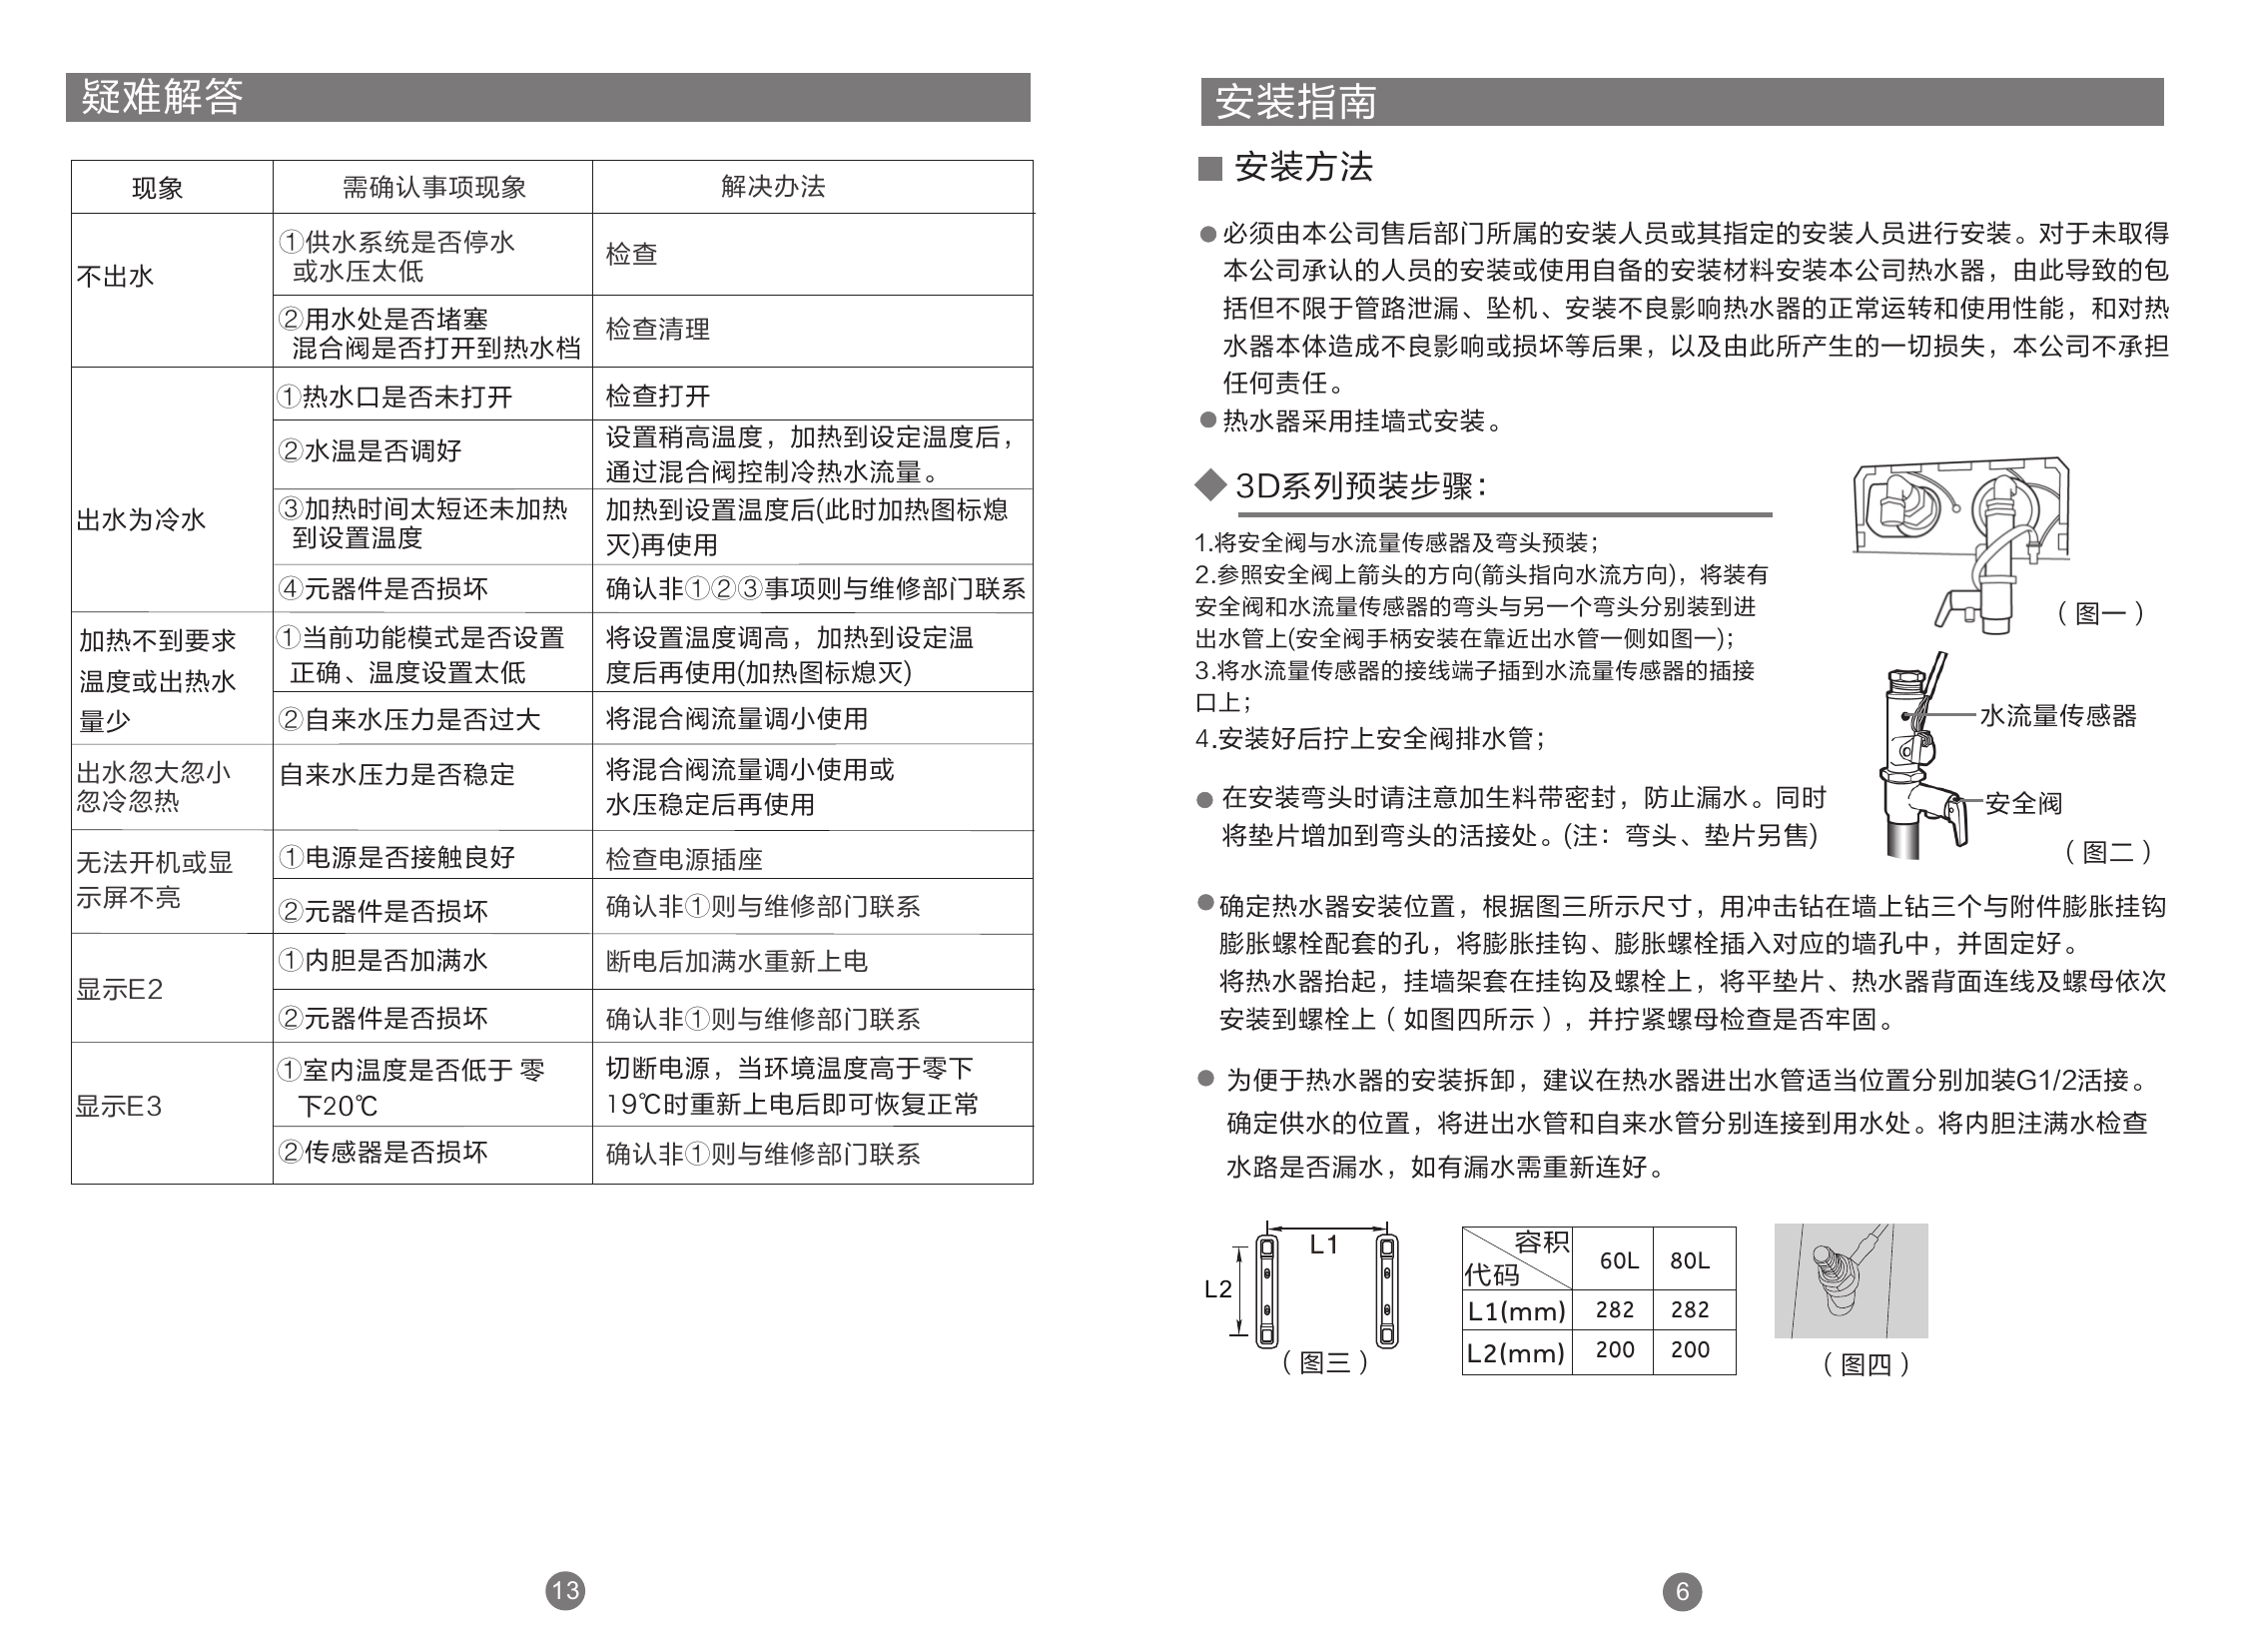 疑难解答
现象
需确认事项现象
解决办法
不出水
①供水系统是否停水
或水压太低
检查
②用水处是否堵塞
混合阀是否打开到热水档
检查清理
出水为冷水
①热水口是否未打开
检查打开
②水温是否调好
设置稍高温度，加热到设定温度后，
通过混合阀控制冷热水流量。
③加热时间太短还未加热
到设置温度
加热到设置温度后(此时加热图标熄
灭)再使用
④元器件是否损坏
确认非①②③事项则与维修部门联系
加热不到要求
温度或出热水
量少
①当前功能模式是否设置
正确、温度设置太低
将设置温度调高，加热到设定温
度后再使用(加热图标熄灭)
②自来水压力是否过大
将混合阀流量调小使用
出水忽大忽小
忽冷忽热
自来水压力是否稳定
将混合阀流量调小使用或
水压稳定后再使用
无法开机或显
示屏不亮
①电源是否接触良好
检查电源插座
②元器件是否损坏
确认非①则与维修部门联系
显示E2
①内胆是否加满水
断电后加满水重新上电
②元器件是否损坏
确认非①则与维修部门联系
显示E3
①室内温度是否低于 零
下20℃
切断电源，当环境温度高于零下
19℃时重新上电后即可恢复正常
②传感器是否损坏
确认非①则与维修部门联系
13
安装指南
安装方法
必须由本公司售后部门所属的安装人员或其指定的安装人员进行安装。对于未取得
本公司承认的人员的安装或使用自备的安装材料安装本公司热水器，由此导致的包
括但不限于管路泄漏、坠机、安装不良影响热水器的正常运转和使用性能，和对热
水器本体造成不良影响或损坏等后果，以及由此所产生的一切损失，本公司不承担
任何责任。
热水器采用挂墙式安装。
3D系列预装步骤：
1.将安全阀与水流量传感器及弯头预装；
2.参照安全阀上箭头的方向(箭头指向水流方向)，将装有
安全阀和水流量传感器的弯头与另一个弯头分别装到进
出水管上(安全阀手柄安装在靠近出水管一侧如图一)；
3.将水流量传感器的接线端子插到水流量传感器的插接
口上；
4.安装好后拧上安全阀排水管；
（图一）
水流量传感器
安全阀
（图二）
在安装弯头时请注意加生料带密封，防止漏水。同时
将垫片增加到弯头的活接处。(注：弯头、垫片另售)
确定热水器安装位置，根据图三所示尺寸，用冲击钻在墙上钻三个与附件膨胀挂钩
膨胀螺栓配套的孔，将膨胀挂钩、膨胀螺栓插入对应的墙孔中，并固定好。
将热水器抬起，挂墙架套在挂钩及螺栓上，将平垫片、热水器背面连线及螺母依次
安装到螺栓上（如图四所示），并拧紧螺母检查是否牢固。
为便于热水器的安装拆卸，建议在热水器进出水管适当位置分别加装G1/2活接。
确定供水的位置，将进出水管和自来水管分别连接到用水处。将内胆注满水检查
水路是否漏水，如有漏水需重新连好。
L1
L2
（图三）
容积
代码
60L
80L
L1(mm)
282
282
L2(mm)
200
200
（图四）
6